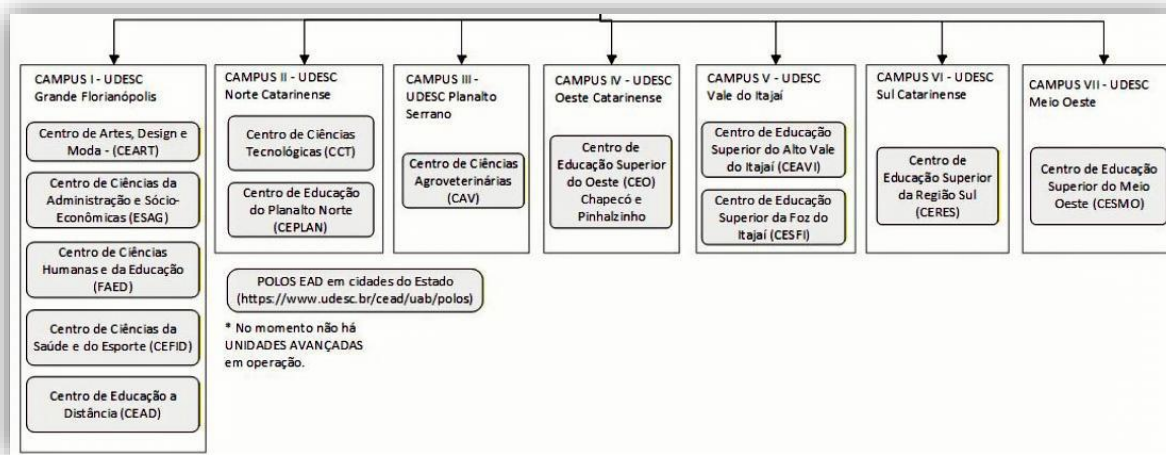 CAMPUS I - UDESC
Grande Florianópolis
Centro de Artes, Design e
Moda - (CEART)
Centro de Ciências da
Administração e Sócio-
Econômicas (ESAG)
Centro de Ciências
Humanas e da Educação
(FAED)
Centro de Ciências da
Saúde e do Esporte (CEFID)
Centro de Educação a
Distância (CEAD)
CAMPUS II - UDESC
Norte Catarinense
Centro de Ciências
Tecnológicas (CCT)
Centro de Educação
do Planalto Norte
(CEPLAN)
POLOS EAD em cidades do Estado
(https://www.udesc.br/cead/uab/polos)
* No momento não há
UNIDADES AVANÇADAS
em operação.
CAMPUS III -
UDESC Planalto
Serrano
Centro de Ciências
Agroveterinárias
(CAV)
CAMPUS IV - UDESC
Oeste Catarinense
Centro de
Educação Superior
do Oeste (CEO)
Chapecó e
Pinhalzinho
CAMPUS V - UDESC
Vale do Itajaí
Centro de Educação
Superior do Alto Vale
do Itajaí (CEAVI)
Centro de Educação
Superior da Foz do
Itajaí (CESFI)
CAMPUS VI - UDESC
Sul Catarinense
Centro de
Educação Superior
da Região Sul
(CERES)
CAMPUS VII - UDESC
Meio Oeste
Centro de Educação
Superior do Meio
Oeste (CESMO)